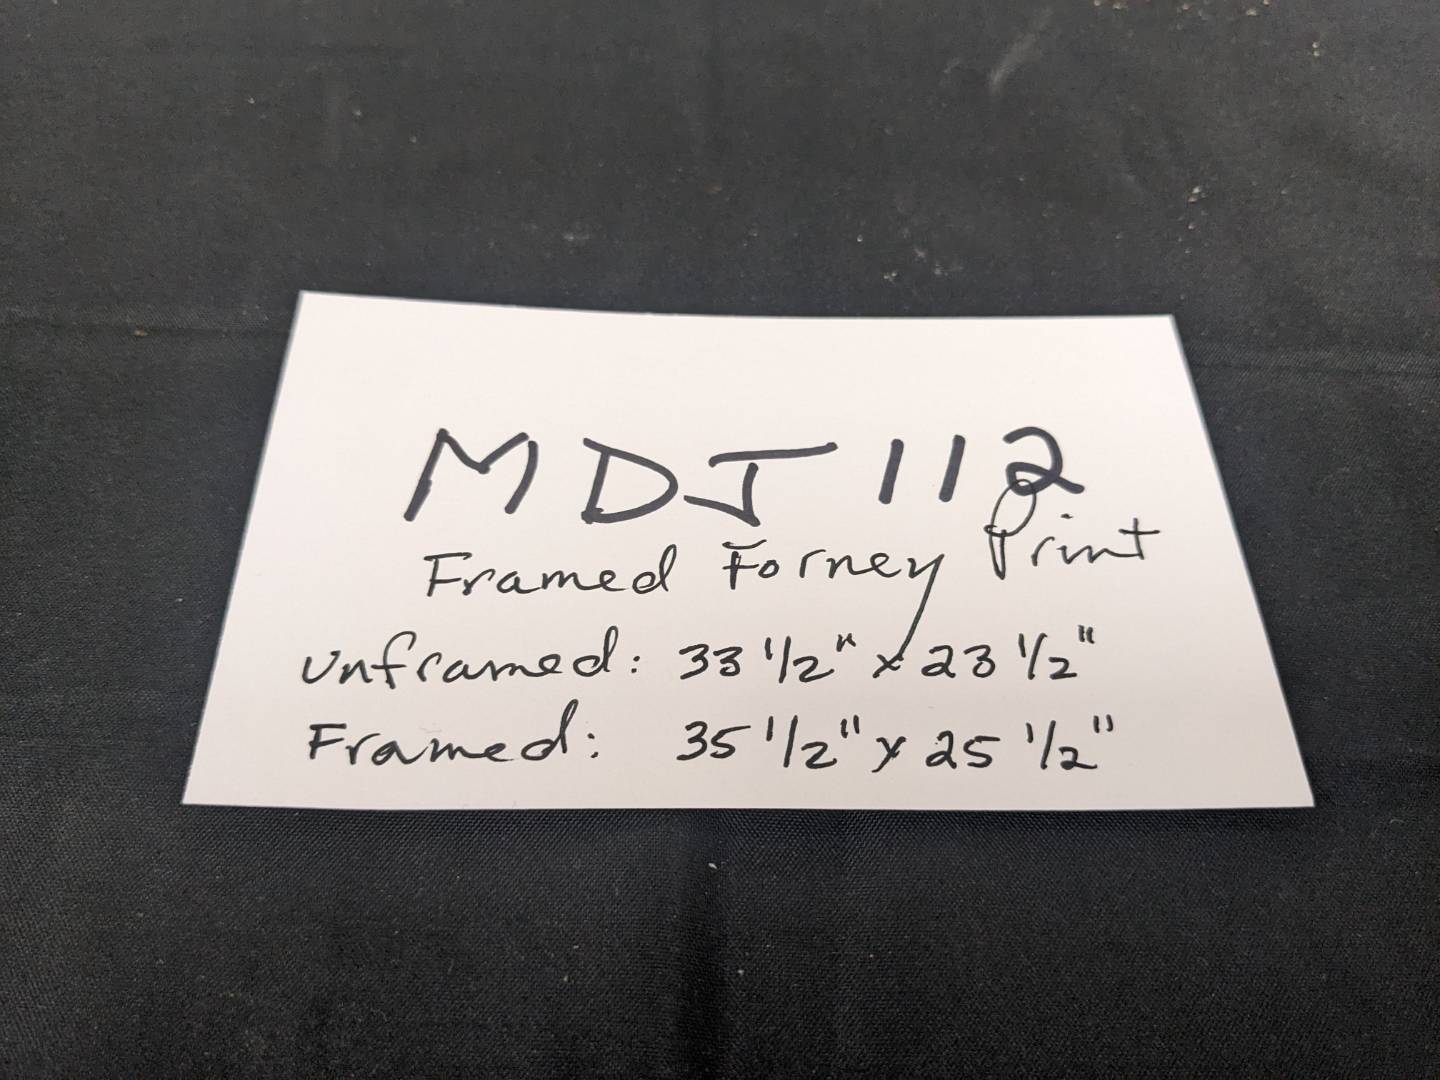 MDJ 112
Framed Forney Print
Unframed: 33 1/2" x 23 1/2"
Framed: 35 1/2" x 25 1/2"